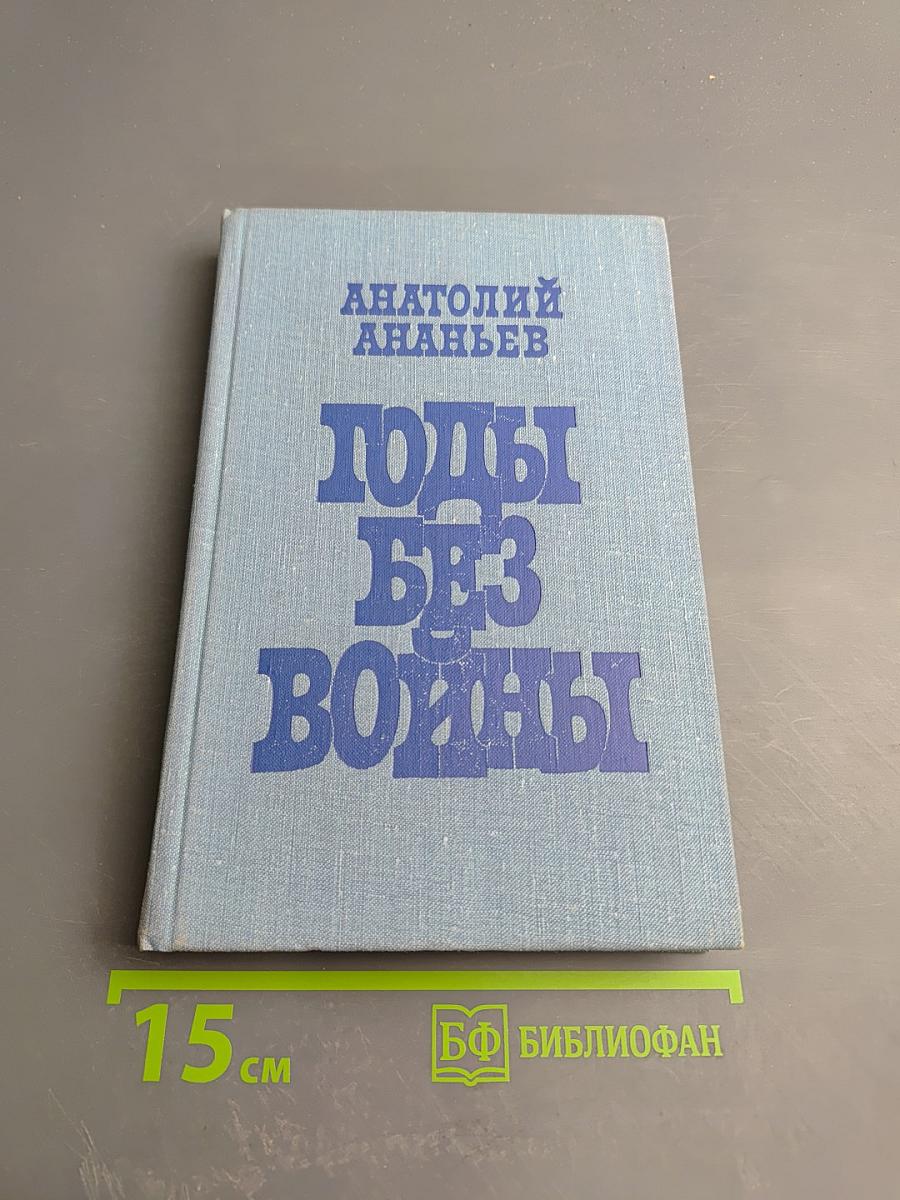 АНАТОЛИЙ
АНАНЬЕВ
ГОДЫ
БЕЗ
ВОЙНЫ
15 см
БФ БИБЛИОФАН